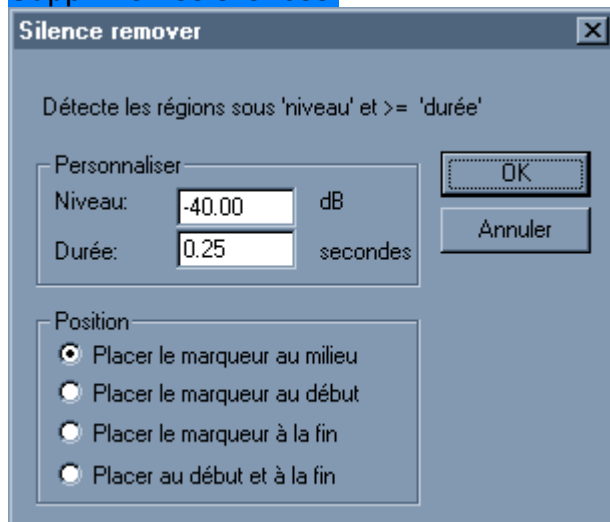 Silence remover
Détecte les régions sous 'niveau' et >= 'durée'
Personnaliser
Niveau: -40.00 dB
OK
Durée: 0.25 secondes
Annuler
Position
Placer le marqueur au milieu
Placer le marqueur au début
Placer le marqueur à la fin
Placer au début et à la fin